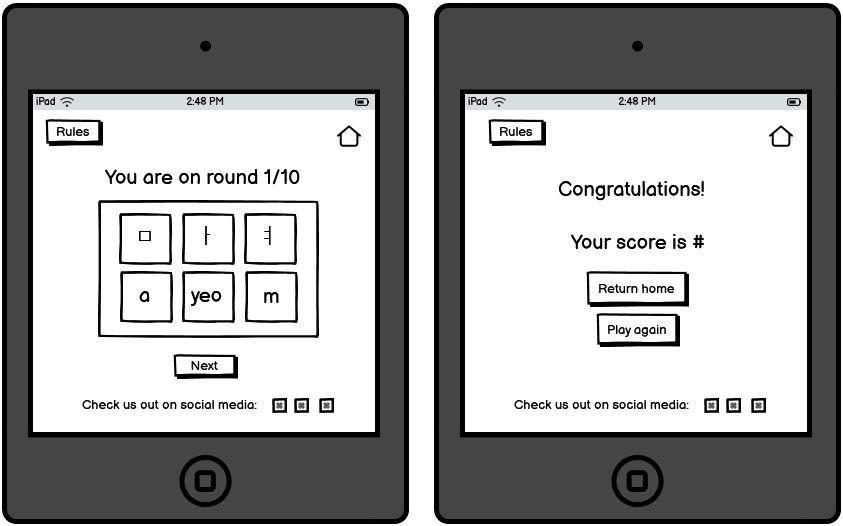 iPad 2:48 PM
Rules
You are on round 1/10
ㅁ ㅏ ㅕ
a yeo m
Next
Check us out on social media:
iPad 2:48 PM
Rules
Congratulations!
Your score is #
Return home
Play again
Check us out on social media: